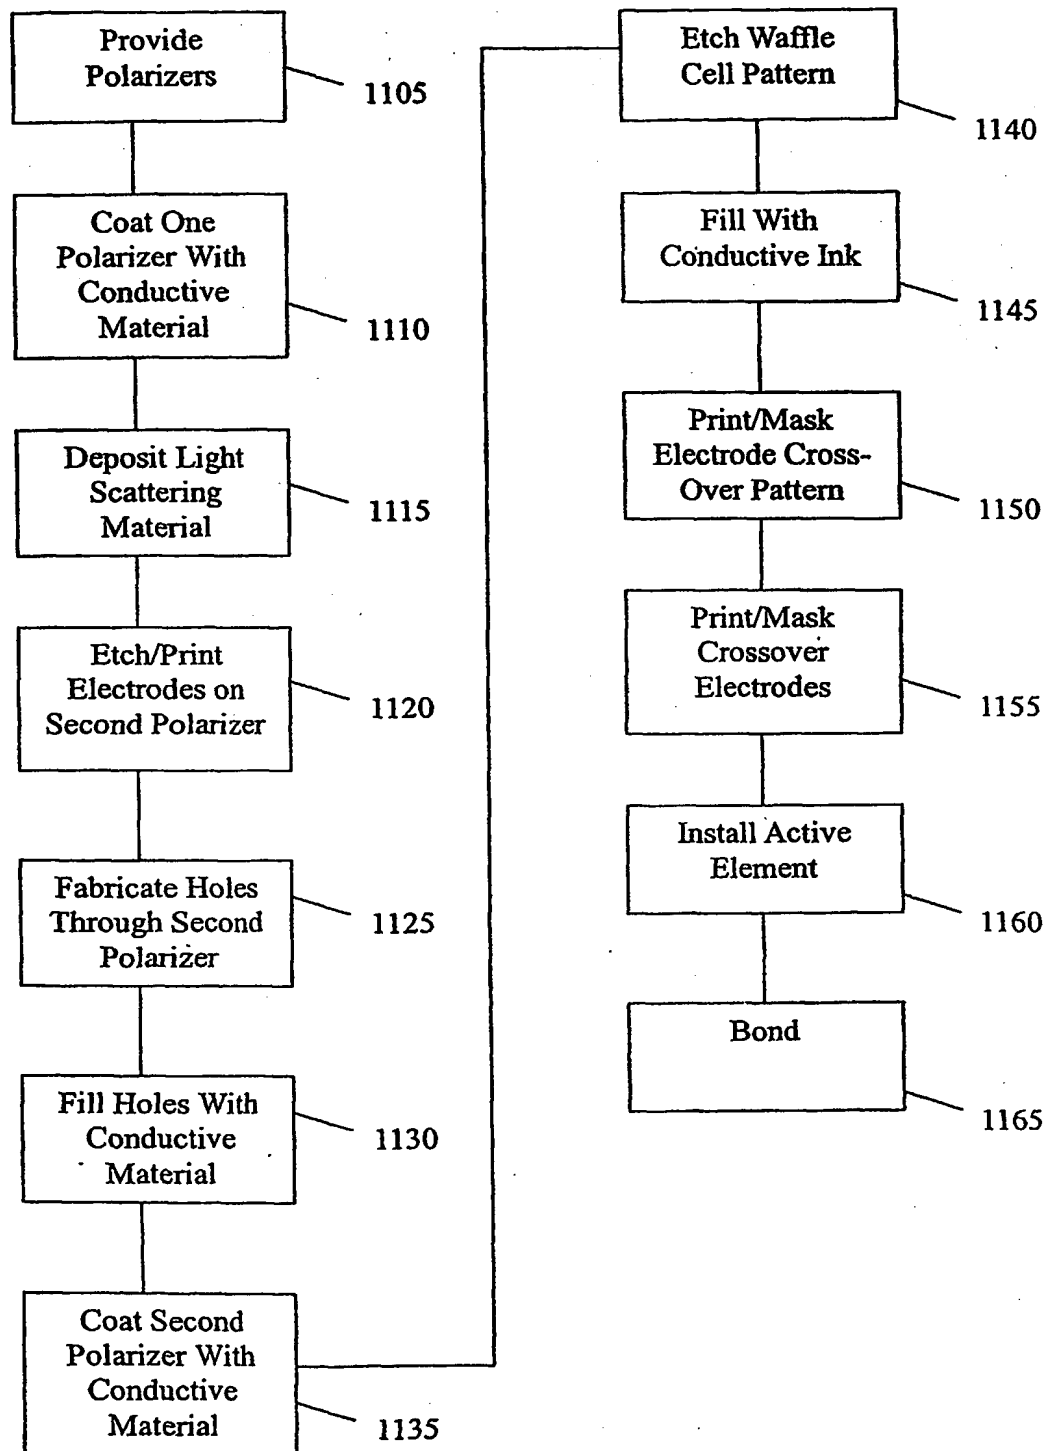 Provide
Polarizers
1105
Coat One
Polarizer With
Conductive
Material
1110
Deposit Light
Scattering
Material
1115
Etch/Print
Electrodes on
Second Polarizer
1120
Fabricate Holes
Through Second
Polarizer
1125
Fill Holes With
Conductive
Material
1130
Coat Second
Polarizer With
Conductive
Material
1135
Etch Waffle
Cell Pattern
1140
Fill With
Conductive Ink
1145
Print/Mask
Electrode Cross-
Over Pattern
1150
Print/Mask
Crossover
Electrodes
1155
Install Active
Element
1160
Bond
1165